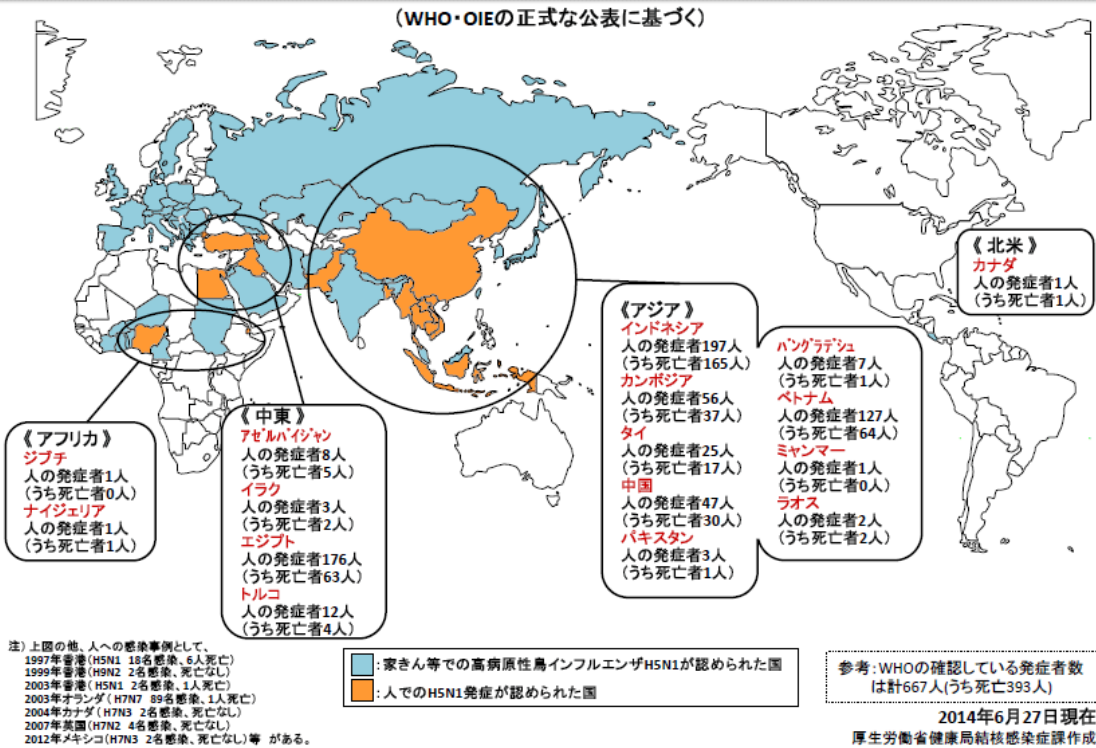 (WHO・OIEの正式な公表に基づく)
《 北米 》
カナダ
人の発症者1人
(うち死亡者1人)
《アジア》
インドネシア
人の発症者197人
(うち死亡者165人)
カンボジア
人の発症者56人
(うち死亡者37人)
タイ
人の発症者25人
(うち死亡者17人)
中国
人の発症者47人
(うち死亡者30人)
パキスタン
人の発症者3人
(うち死亡者1人)
バングラデシュ
人の発症者7人
(うち死亡者1人)
ベトナム
人の発症者127人
(うち死亡者64人)
ミャンマー
人の発症者1人
(うち死亡者0人)
ラオス
人の発症者2人
(うち死亡者2人)
《 中東 》
アゼルバイジャン
人の発症者8人
(うち死亡者5人)
イラク
人の発症者3人
(うち死亡者2人)
エジプト
人の発症者176人
(うち死亡者63人)
トルコ
人の発症者12人
(うち死亡者4人)
《アフリカ 》
ジブチ
人の発症者1人
(うち死亡者0人)
ナイジェリア
人の発症者1人
(うち死亡者1人)
注) 上図の他、人への感染事例として、
1997年香港(H5N1 18名感染、6人死亡)
1999年香港(H9N2 2名感染、死亡なし)
2003年香港(H5N1 2名感染、1人死亡)
2003年オランダ(H7N7 89名感染、1人死亡)
2004年カナダ(H7N3 2名感染、死亡なし)
2007年英国(H7N2 4名感染、死亡なし)
2012年メキシコ(H7N3 2名感染、死亡なし)等 がある。
:家きん等での高病原性鳥インフルエンザH5N1が認められた国
:人でのH5N1発症が認められた国
参考:WHOの確認している発症者数
は計667人(うち死亡393人)
2014年6月27日現在
厚生労働省健康局結核感染症課作成